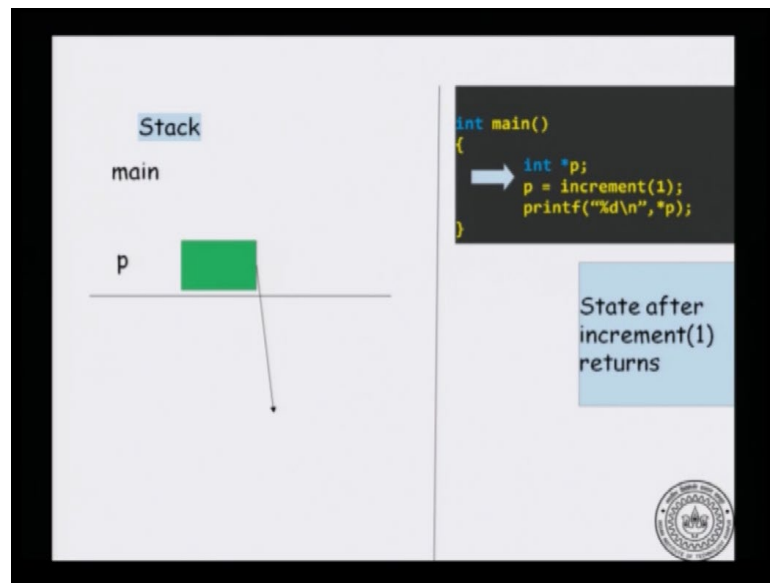 Stack
main
p
int main()
{
int *p;
p = increment(1);
printf("%d\n",*p);
}
State after
increment(1)
returns